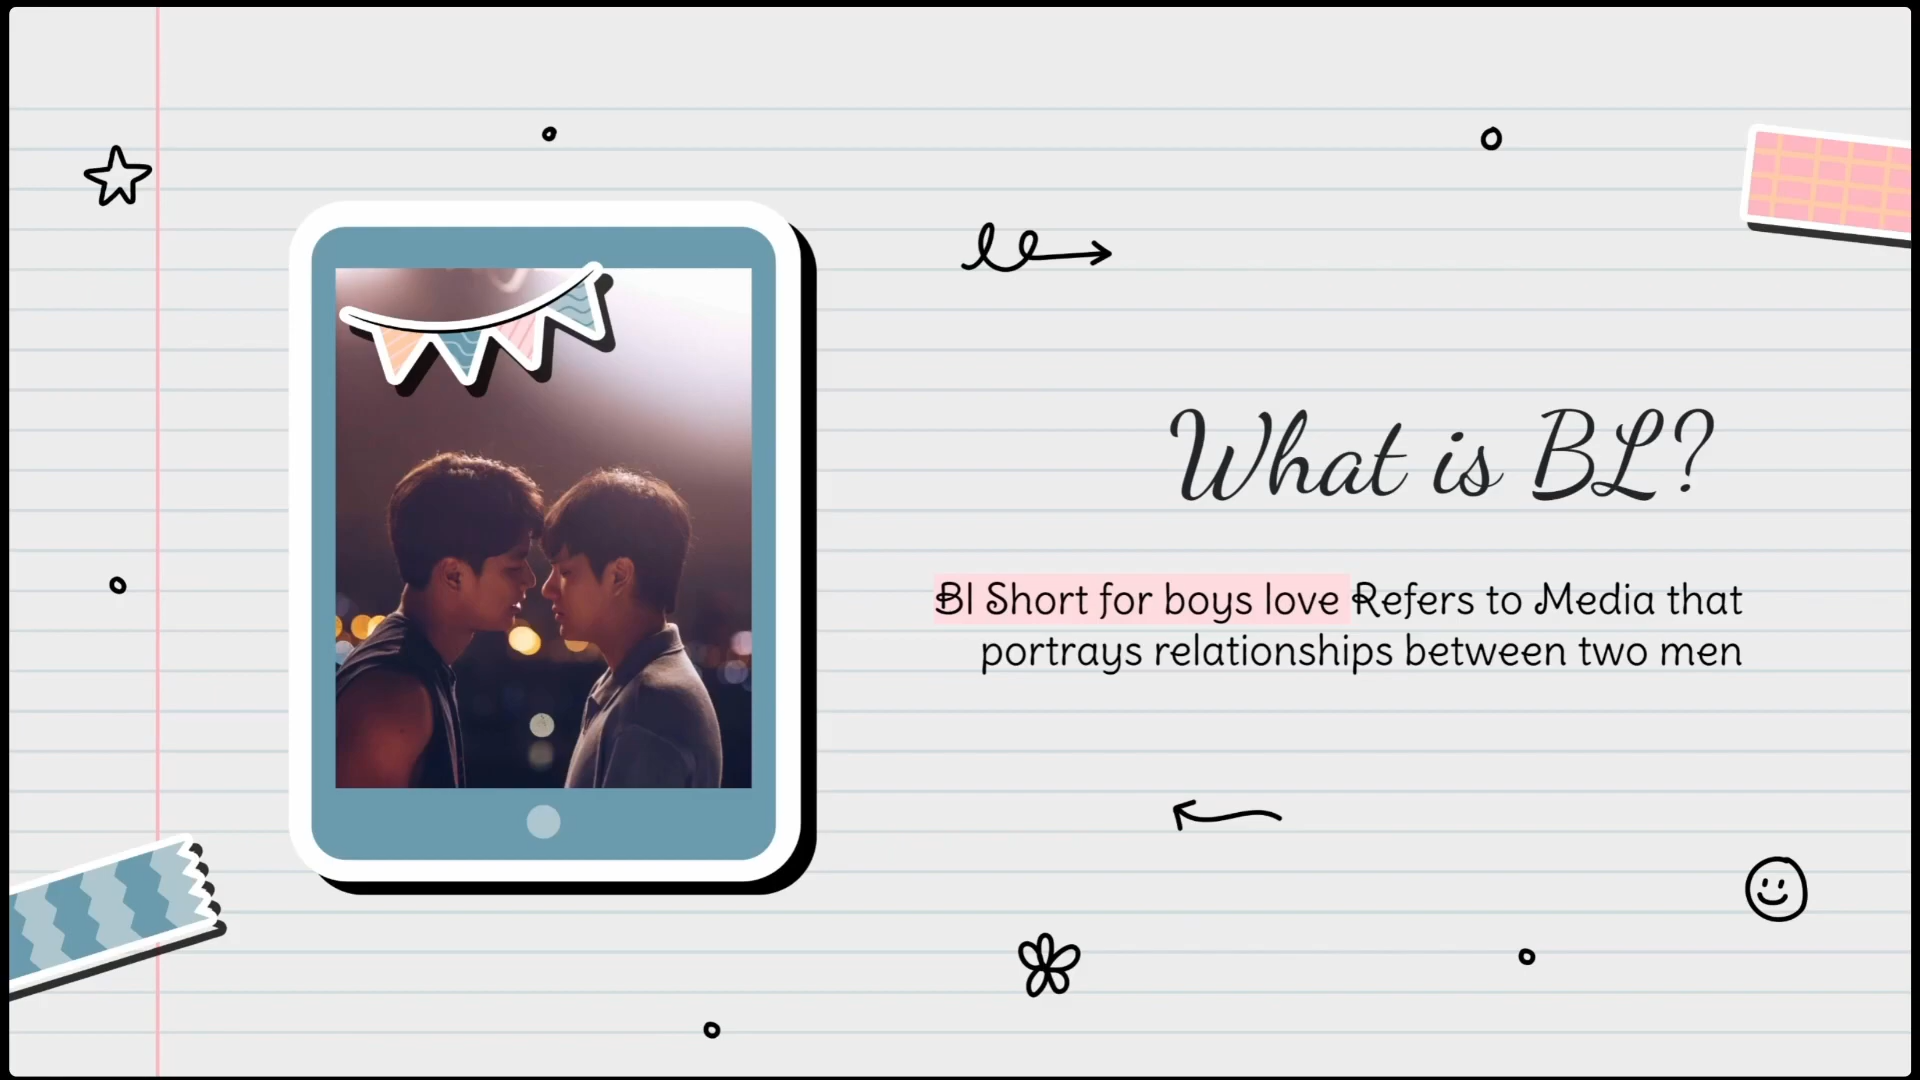 What is BL?
Bl Short for boys love Refers to Media that
portrays relationships between two men